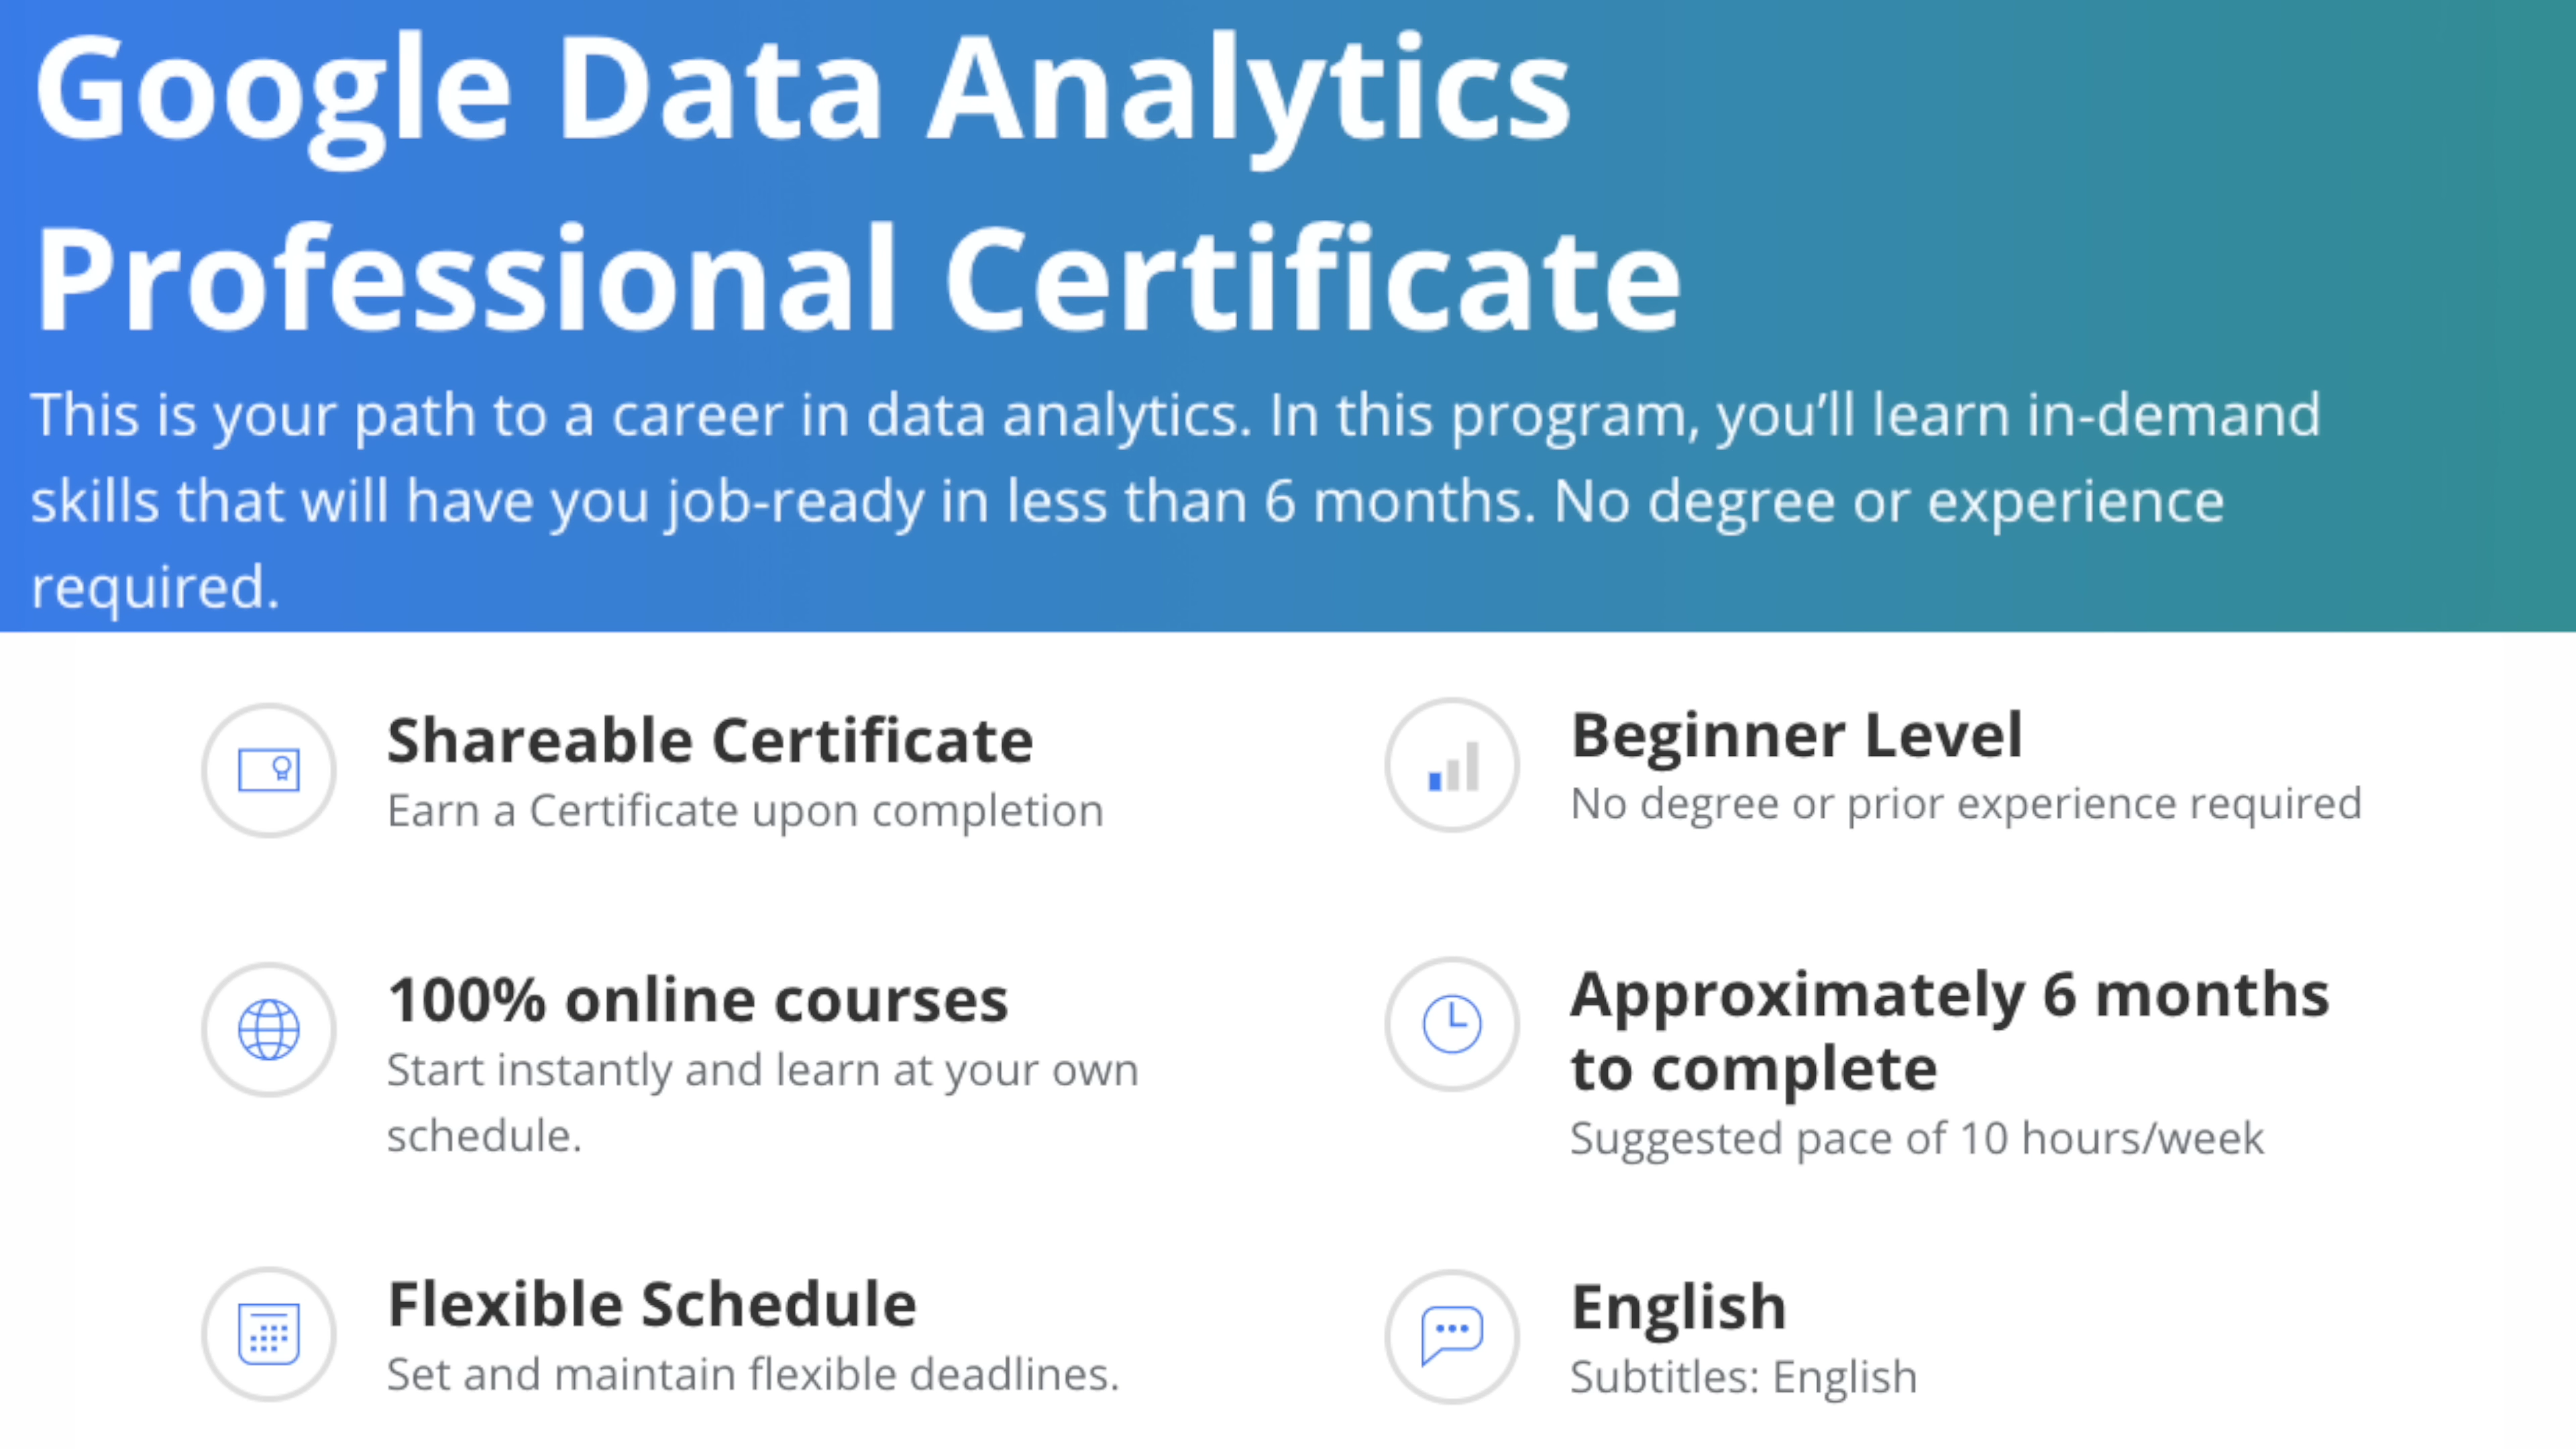 Google Data Analytics
Professional Certificate
This is your path to a career in data analytics. In this program, you’ll learn in-demand
skills that will have you job-ready in less than 6 months. No degree or experience
required.
Shareable Certificate
Earn a Certificate upon completion
Beginner Level
No degree or prior experience required
100% online courses
Start instantly and learn at your own
schedule.
Approximately 6 months
to complete
Suggested pace of 10 hours/week
Flexible Schedule
Set and maintain flexible deadlines.
English
Subtitles: English